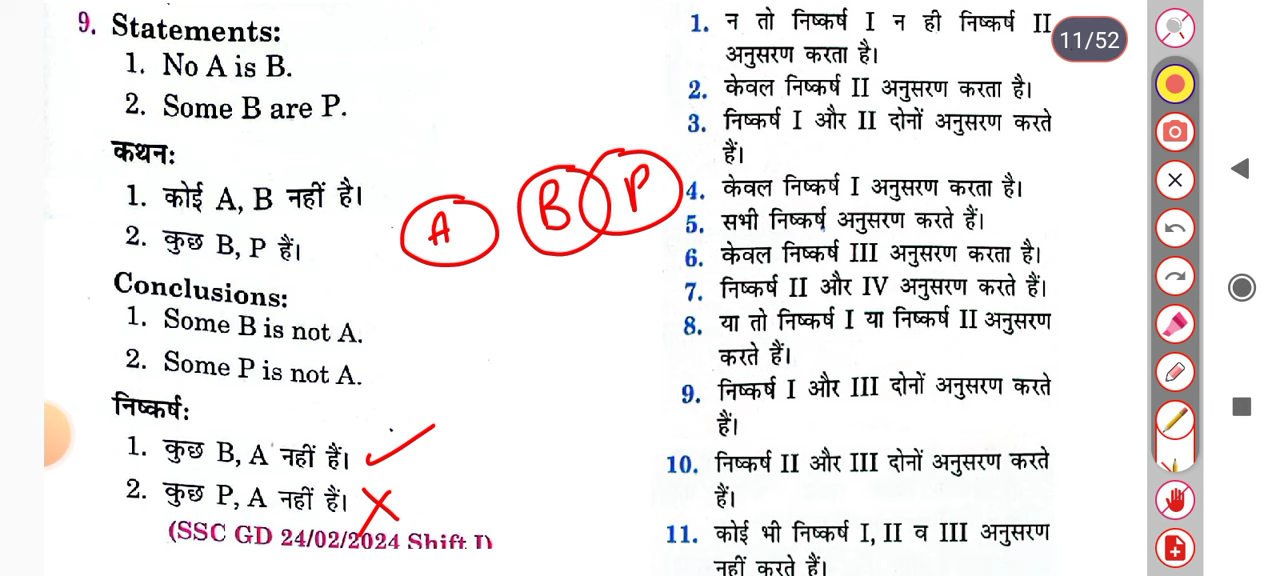 9. Statements:
1. No A is B.
2. Some B are P.
कथन:
1. कोई A, B नहीं है।
2. कुछ B, P हैं।
Conclusions:
1. Some B is not A.
2. Some P is not A.
निष्कर्ष:
1. कुछ B, A नहीं हैं।
2. कुछ P, A नहीं हैं।
(SSC GD 24/02/2024 Shift I)
A
B
P
1. न तो निष्कर्ष I न ही निष्कर्ष II
अनुसरण करता है।
2. केवल निष्कर्ष II अनुसरण करता है।
3. निष्कर्ष I और II दोनों अनुसरण करते
हैं।
4. केवल निष्कर्ष I अनुसरण करता है।
5. सभी निष्कर्ष अनुसरण करते हैं।
6. केवल निष्कर्ष III अनुसरण करता है।
7. निष्कर्ष II और IV अनुसरण करते हैं।
8. या तो निष्कर्ष I या निष्कर्ष II अनुसरण
करते हैं।
9. निष्कर्ष I और III दोनों अनुसरण करते
हैं।
10. निष्कर्ष II और III दोनों अनुसरण करते
हैं।
11. कोई भी निष्कर्ष I, II व III अनुसरण
नहीं करते हैं।
11/52